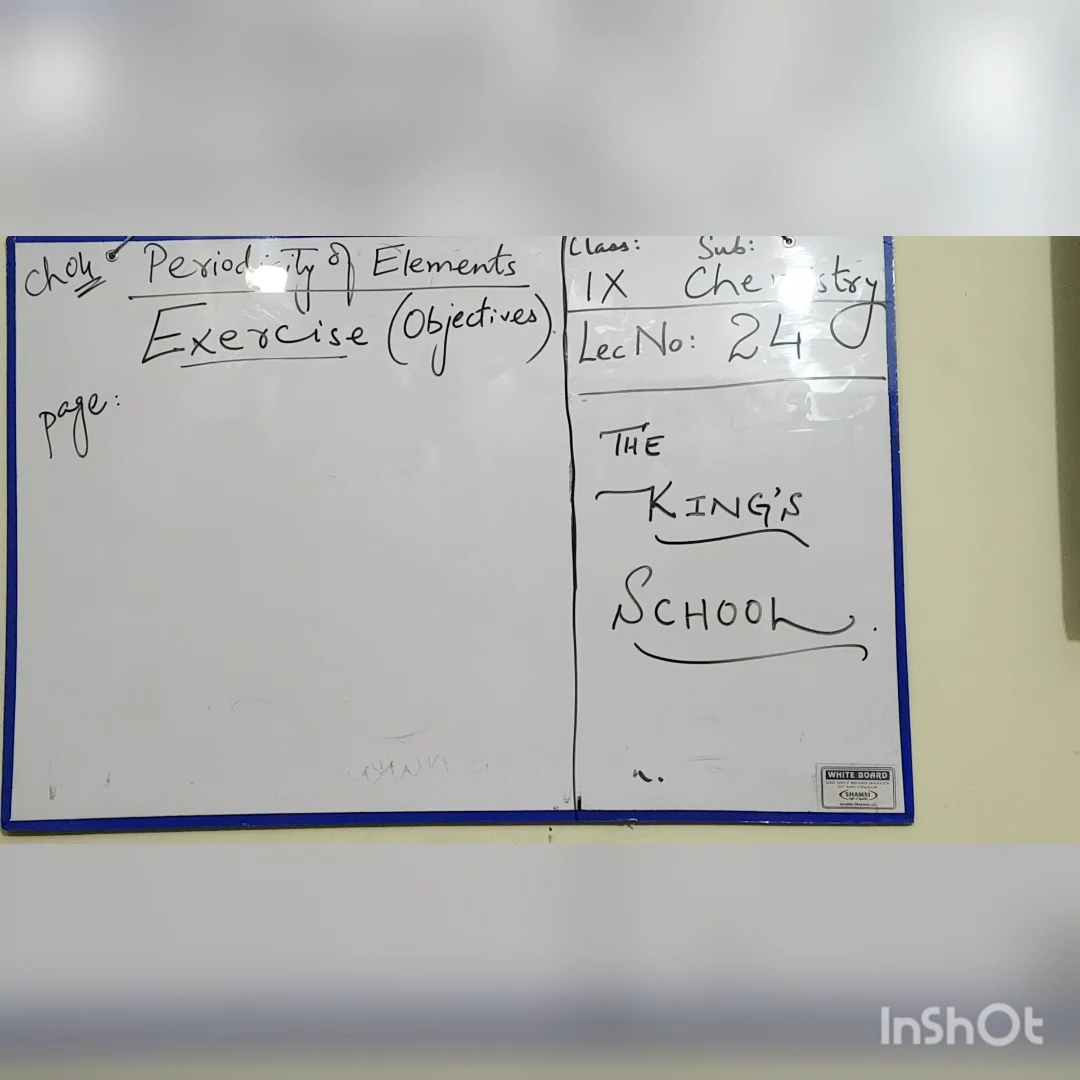 Ch04 Periodicity of Elements
Exercise (Objectives)
Page:
Class: Sub:
IX Chemistry
Lec No: 24
THE
KING'S
SCHOOL.
WHITE BOARD
SHAMSI
InShOt